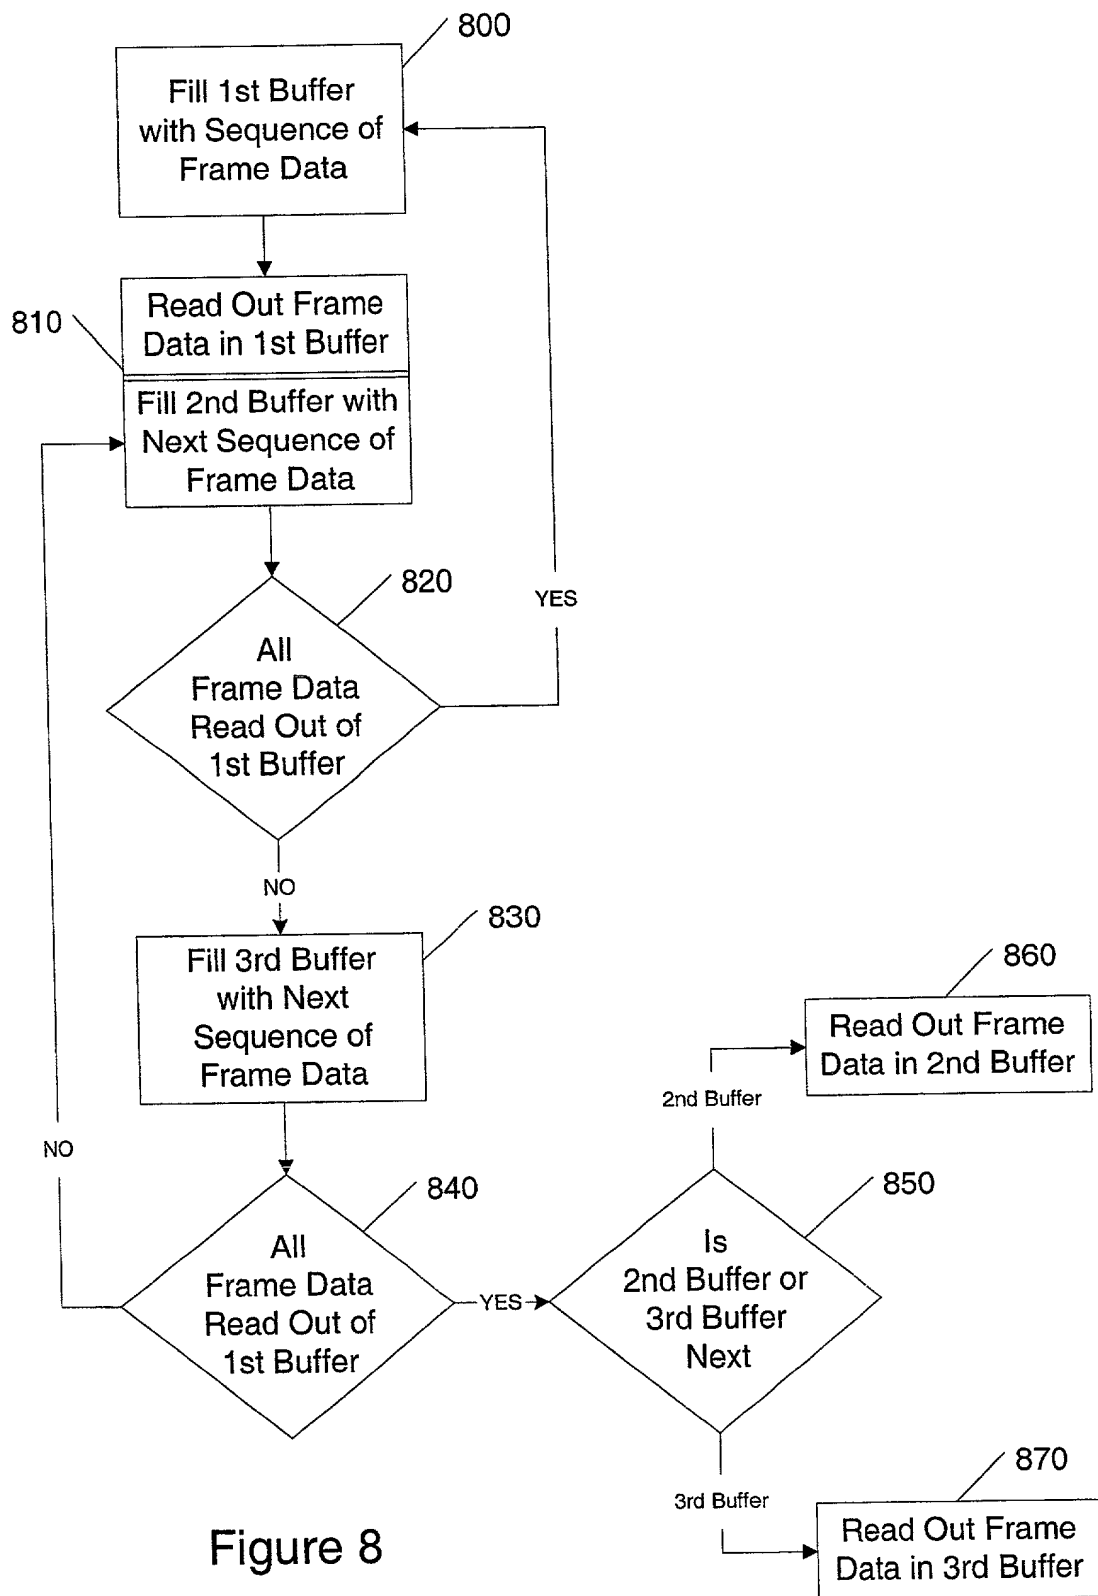 800
Fill 1st Buffer
with Sequence of
Frame Data
810
Read Out Frame
Data in 1st Buffer
Fill 2nd Buffer with
Next Sequence of
Frame Data
820
YES
All
Frame Data
Read Out of
1st Buffer
NO
830
Fill 3rd Buffer
with Next
Sequence of
Frame Data
860
Read Out Frame
Data in 2nd Buffer
2nd Buffer
NO
840
All
Frame Data
Read Out of
1st Buffer
YES
850
Is
2nd Buffer or
3rd Buffer
Next
3rd Buffer
870
Read Out Frame
Data in 3rd Buffer
Figure 8